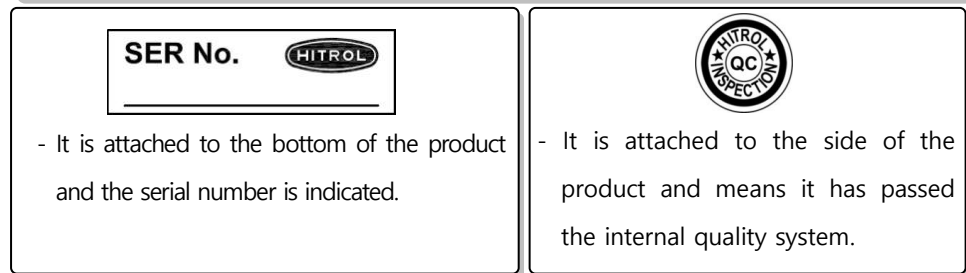 SER No. HITROL
- It is attached to the bottom of the product
and the serial number is indicated.
HITROL
QC
INSPECTION
- It is attached to the side of the
product and means it has passed
the internal quality system.